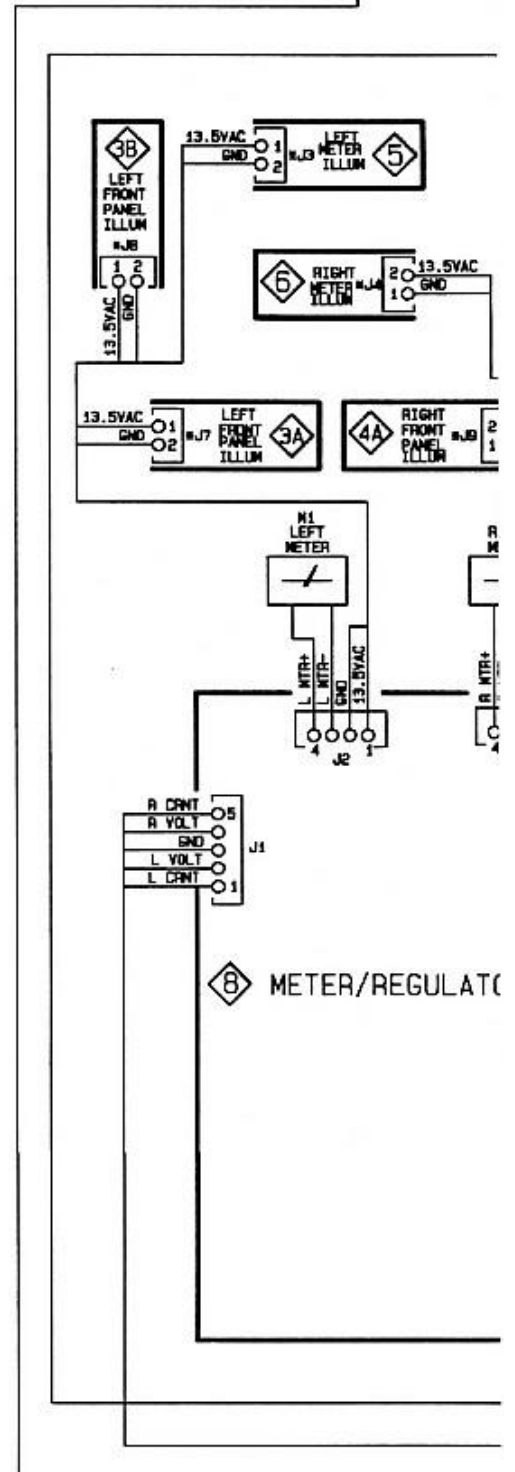 3B
LEFT
FRONT
PANEL
ILLUM
*J8
1 2
13.5VAC
GND
13.5VAC
GND
1
2
*J3
LEFT
METER
ILLUM
5
6
RIGHT
METER
ILLUM
*J4
2
1
13.5VAC
GND
13.5VAC
GND
1
2
*J7
LEFT
FRONT
PANEL
ILLUM
3A
4A
RIGHT
FRONT
PANEL
ILLUM
*J9
2
1
M1
LEFT
METER
R
M
L MTR+
L MTR-
GND
13.5VAC
R MTR+
4
1
J2
4
R CRNT
R VOLT
GND
L VOLT
L CRNT
5
1
J1
8 METER/REGULATO